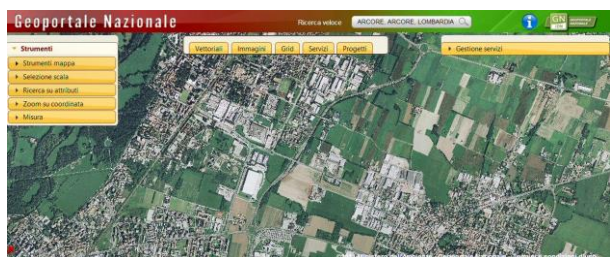 Geoportale Nazionale
Ricerca veloce
ARCORE, ARCORE, LOMBARDIA
GN
Strumenti
Strumenti mappa
Selezione scala
Ricerca su attributi
Zoom su coordinata
Misura
Vettoriali
Immagini
Grid
Servizi
Progetti
Gestione servizi